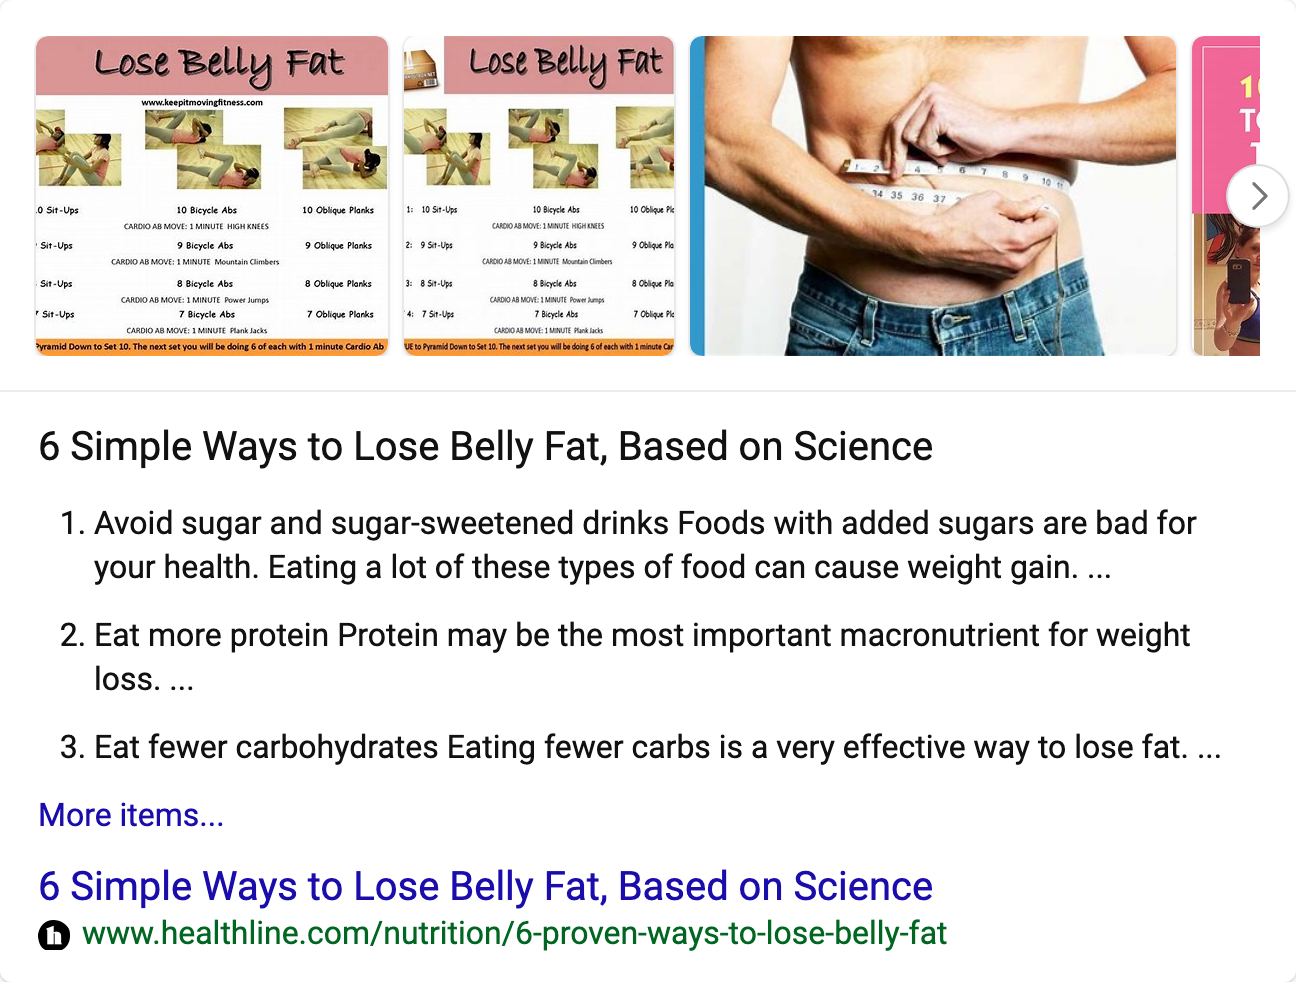 Lose Belly Fat
www.keepitmovingfitness.com
.0 Sit-Ups 10 Bicycle Abs 10 Oblique Planks
CARDIO AB MOVE: 1 MINUTE HIGH KNEES
Sit-Ups 9 Bicycle Abs 9 Oblique Planks
CARDIO AB MOVE: 1 MINUTE Mountain Climbers
Sit-Ups 8 Bicycle Abs 8 Oblique Planks
CARDIO AB MOVE: 1 MINUTE Power Jumps
Sit-Ups 7 Bicycle Abs 7 Oblique Planks
CARDIO AB MOVE: 1 MINUTE Plank Jacks
Pyramid Down to Set 10. The next set you will be doing 6 of each with 1 minute Cardio Ab
Lose Belly Fat
1: 10 Sit-Ups 10 Bicycle Abs 10 Oblique Pl
CARDIO AB MOVE: 1 MINUTE HIGH KNEES
2: 9 Sit-Ups 9 Bicycle Abs 9 Oblique Pla
CARDIO AB MOVE: 1 MINUTE Mountain Climbers
3: 8 Sit-Ups 8 Bicycle Abs 8 Oblique Pla
CARDIO AB MOVE: 1 MINUTE Power Jumps
4: 7 Sit-Ups 7 Bicycle Abs 7 Oblique Pl
CARDIO AB MOVE: 1 MINUTE Plank Jacks
UE to Pyramid Down to Set 10. The next set you will be doing 6 of each with 1 minute Car
1 2 4 5 6 7 8 9 10 11
34 35 36 37
6 Simple Ways to Lose Belly Fat, Based on Science
1. Avoid sugar and sugar-sweetened drinks Foods with added sugars are bad for
your health. Eating a lot of these types of food can cause weight gain. ...
2. Eat more protein Protein may be the most important macronutrient for weight
loss. ...
3. Eat fewer carbohydrates Eating fewer carbs is a very effective way to lose fat. ...
More items...
6 Simple Ways to Lose Belly Fat, Based on Science
h www.healthline.com/nutrition/6-proven-ways-to-lose-belly-fat